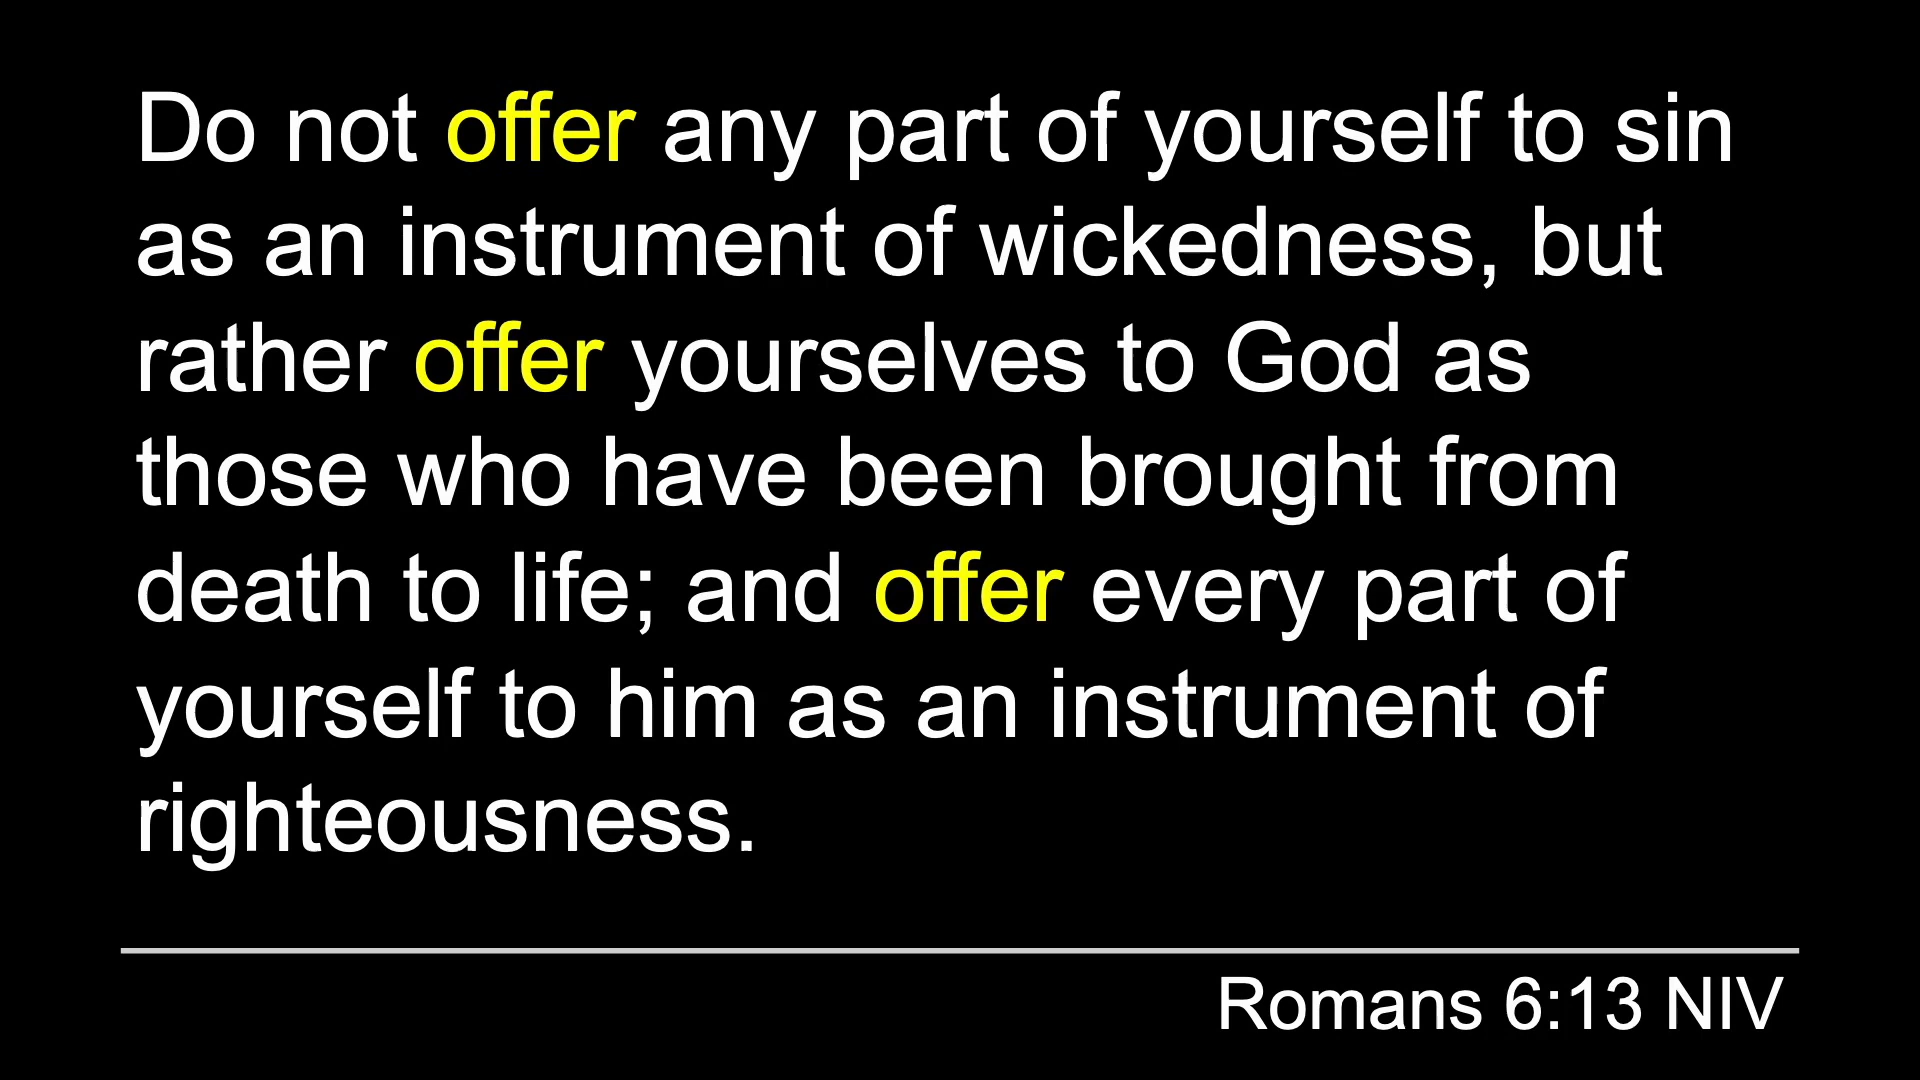 Do not offer any part of yourself to sin
as an instrument of wickedness, but
rather offer yourselves to God as
those who have been brought from
death to life; and offer every part of
yourself to him as an instrument of
righteousness.
Romans 6:13 NIV